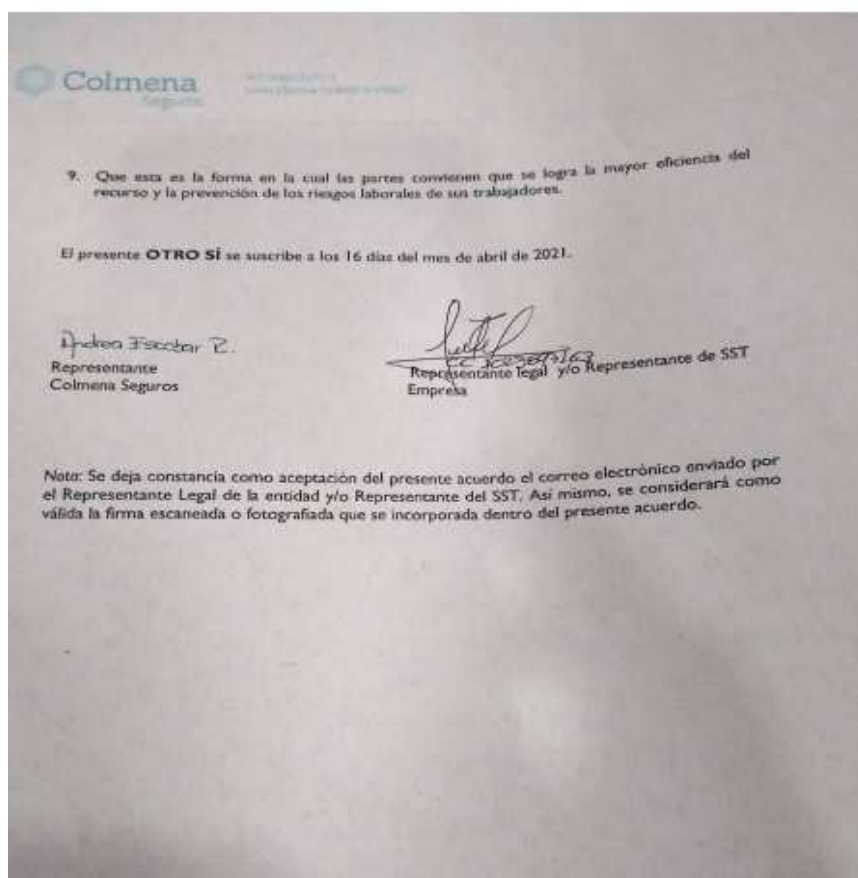 Colmena
Seguros
9. Que esta es la forma en la cual las partes convienen que se logra la mayor eficiencia del
recurso y la prevención de los riesgos laborales de sus trabajadores.
El presente OTRO SÍ se suscribe a los 16 días del mes de abril de 2021.
Andrea Escobar R.
Representante
Colmena Seguros
CC
Representante legal y/o Representante de SST
Empresa
Nota: Se deja constancia como aceptación del presente acuerdo el correo electrónico enviado por
el Representante Legal de la entidad y/o Representante del SST. Así mismo, se considerará como
válida la firma escaneada o fotografiada que se incorporada dentro del presente acuerdo.